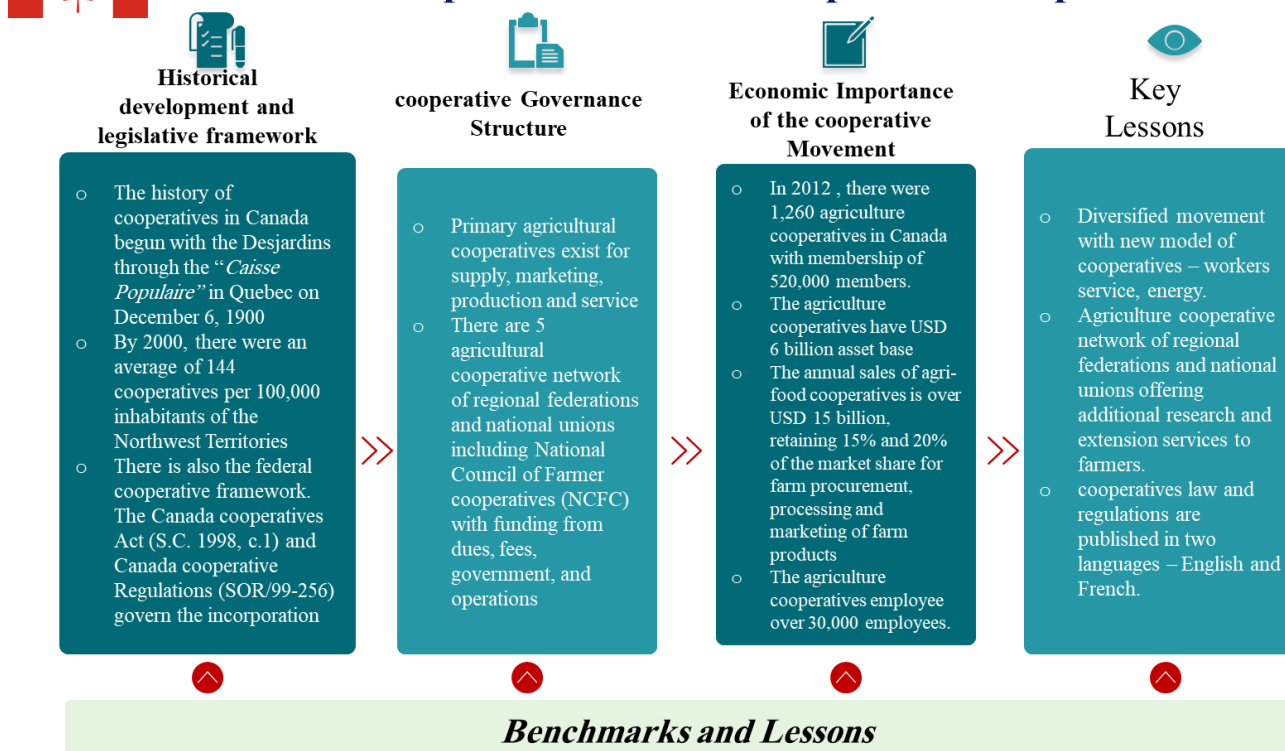 Historical
development and
legislative framework
o The history of
cooperatives in Canada
begun with the Desjardins
through the “Caisse
Populaire” in Quebec on
December 6, 1900
o By 2000, there were an
average of 144
cooperatives per 100,000
inhabitants of the
Northwest Territories
o There is also the federal
cooperative framework.
The Canada cooperatives
Act (S.C. 1998, c.1) and
Canada cooperative
Regulations (SOR/99-256)
govern the incorporation
cooperative Governance
Structure
o Primary agricultural
cooperatives exist for
supply, marketing,
production and service
o There are 5
agricultural
cooperative network
of regional federations
and national unions
including National
Council of Farmer
cooperatives (NCFC)
with funding from
dues, fees,
government, and
operations
Economic Importance
of the cooperative
Movement
o In 2012 , there were
1,260 agriculture
cooperatives in Canada
with membership of
520,000 members.
o The agriculture
cooperatives have USD
6 billion asset base
o The annual sales of agri-
food cooperatives is over
USD 15 billion,
retaining 15% and 20%
of the market share for
farm procurement,
processing and
marketing of farm
products
o The agriculture
cooperatives employee
over 30,000 employees.
Key
Lessons
o Diversified movement
with new model of
cooperatives – workers
service, energy.
o Agriculture cooperative
network of regional
federations and national
unions offering
additional research and
extension services to
farmers.
o cooperatives law and
regulations are
published in two
languages – English and
French.
Benchmarks and Lessons